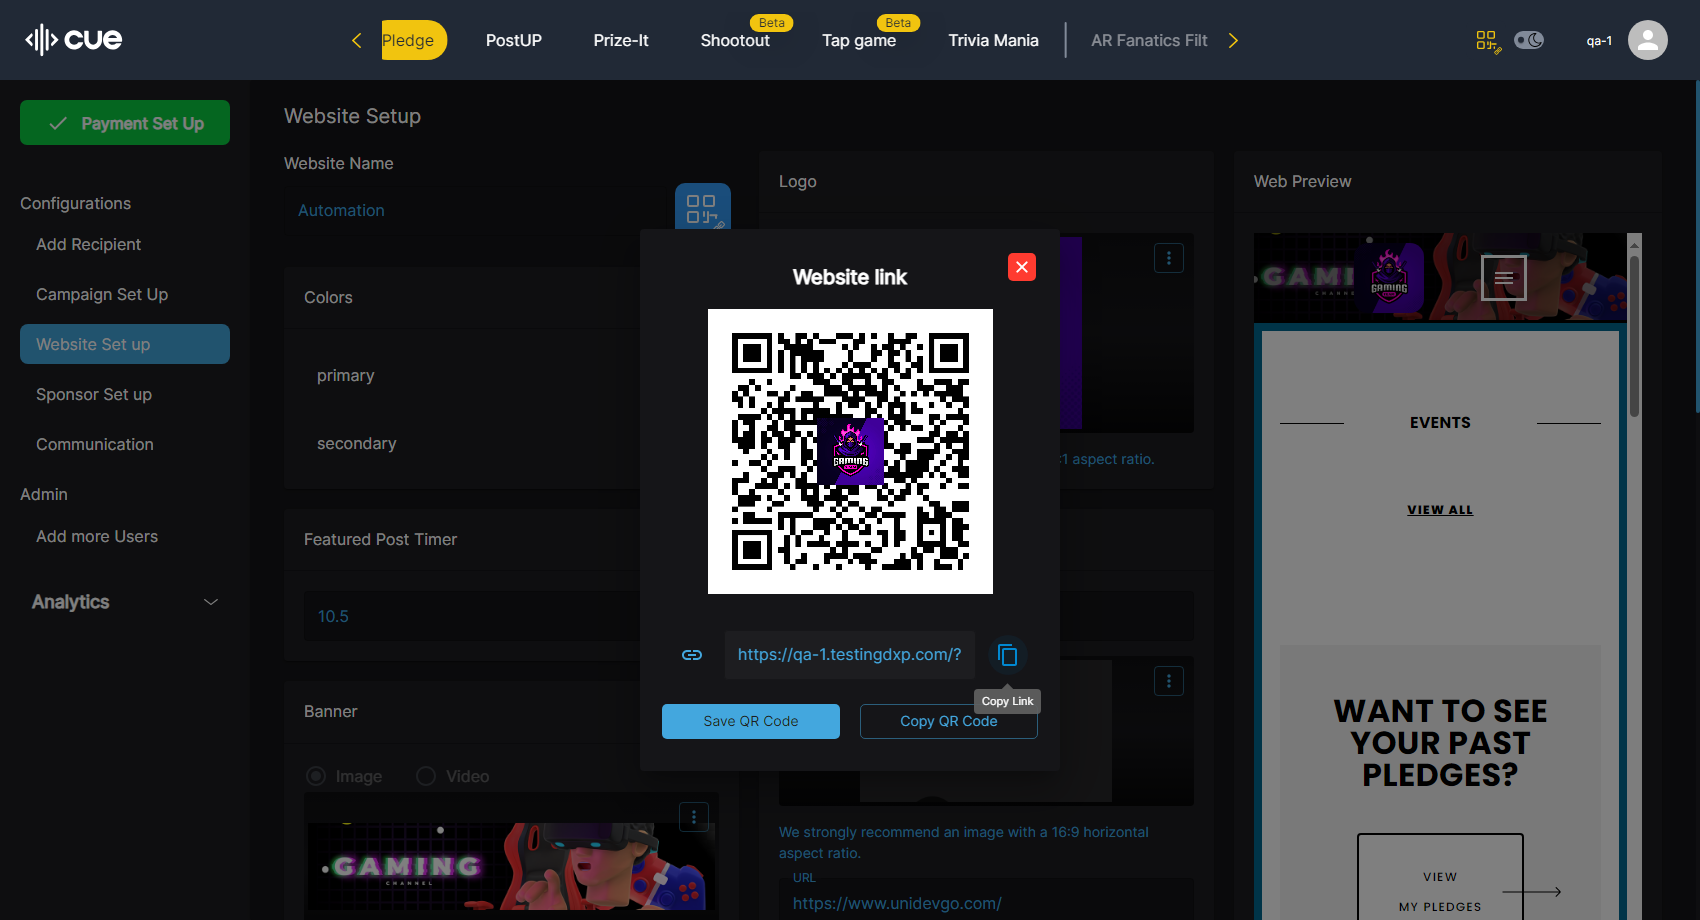 cue
Pledge
PostUP
Prize-It
Shootout
Beta
Tap game
Beta
Trivia Mania
AR Fanatics Filt
qa-1
Payment Set Up
Configurations
Add Recipient
Campaign Set Up
Website Set up
Sponsor Set up
Communication
Admin
Add more Users
Analytics
Website Setup
Website Name
Automation
Colors
primary
secondary
Featured Post Timer
10.5
Banner
Image
Video
GAMING
CHANNEL
Logo
:1 aspect ratio.
We strongly recommend an image with a 16:9 horizontal
aspect ratio.
URL
https://www.unidevgo.com/
Website link
GAMING
https://qa-1.testingdxp.com/?
Copy Link
Save QR Code
Copy QR Code
Web Preview
GAMING
CHANNEL
GAMING
EVENTS
VIEW ALL
WANT TO SEE
YOUR PAST
PLEDGES?
VIEW
MY PLEDGES